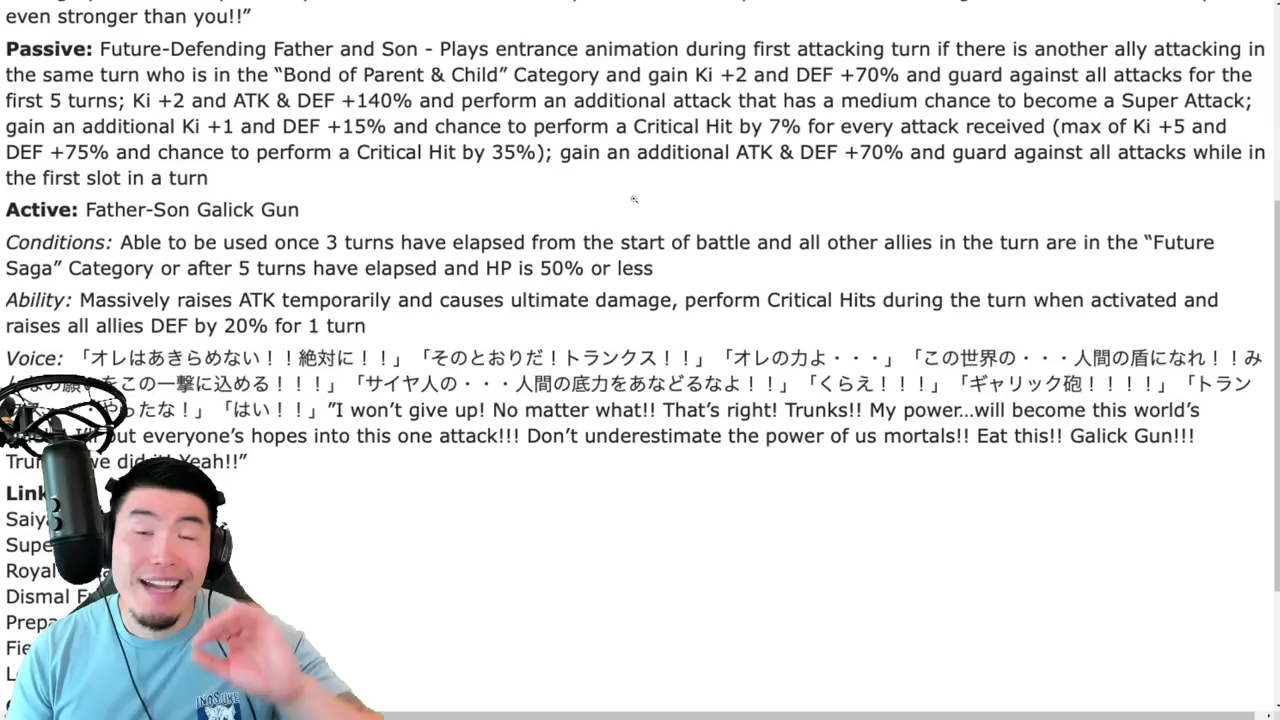 even stronger than you!!”
Passive: Future-Defending Father and Son - Plays entrance animation during first attacking turn if there is another ally attacking in
the same turn who is in the “Bond of Parent & Child” Category and gain Ki +2 and DEF +70% and guard against all attacks for the
first 5 turns; Ki +2 and ATK & DEF +140% and perform an additional attack that has a medium chance to become a Super Attack;
gain an additional Ki +1 and DEF +15% and chance to perform a Critical Hit by 7% for every attack received (max of Ki +5 and
DEF +75% and chance to perform a Critical Hit by 35%); gain an additional ATK & DEF +70% and guard against all attacks while in
the first slot in a turn
Active: Father-Son Galick Gun
Conditions: Able to be used once 3 turns have elapsed from the start of battle and all other allies in the turn are in the “Future
Saga” Category or after 5 turns have elapsed and HP is 50% or less
Ability: Massively raises ATK temporarily and causes ultimate damage, perform Critical Hits during the turn when activated and
raises all allies DEF by 20% for 1 turn
Voice: 「オレはあきらめない！！絶対に！！」「そのとおりだ！トランクス！！」「オレの力よ・・・」「この世界の・・・人間の盾になれ！！み
をこの一撃に込める！！！」「サイヤ人の・・・人間の底力をあなどるなよ！！」「くらえ！！！」「ギャリック砲！！！！」「トラン
やったな！」「はい！！」”I won’t give up! No matter what!! That’s right! Trunks!! My power…will become this world’s
put everyone’s hopes into this one attack!!! Don’t underestimate the power of us mortals!! Eat this!! Galick Gun!!!
we did it! Yeah!!”
Link
Royal
Dismal
INOSUKE